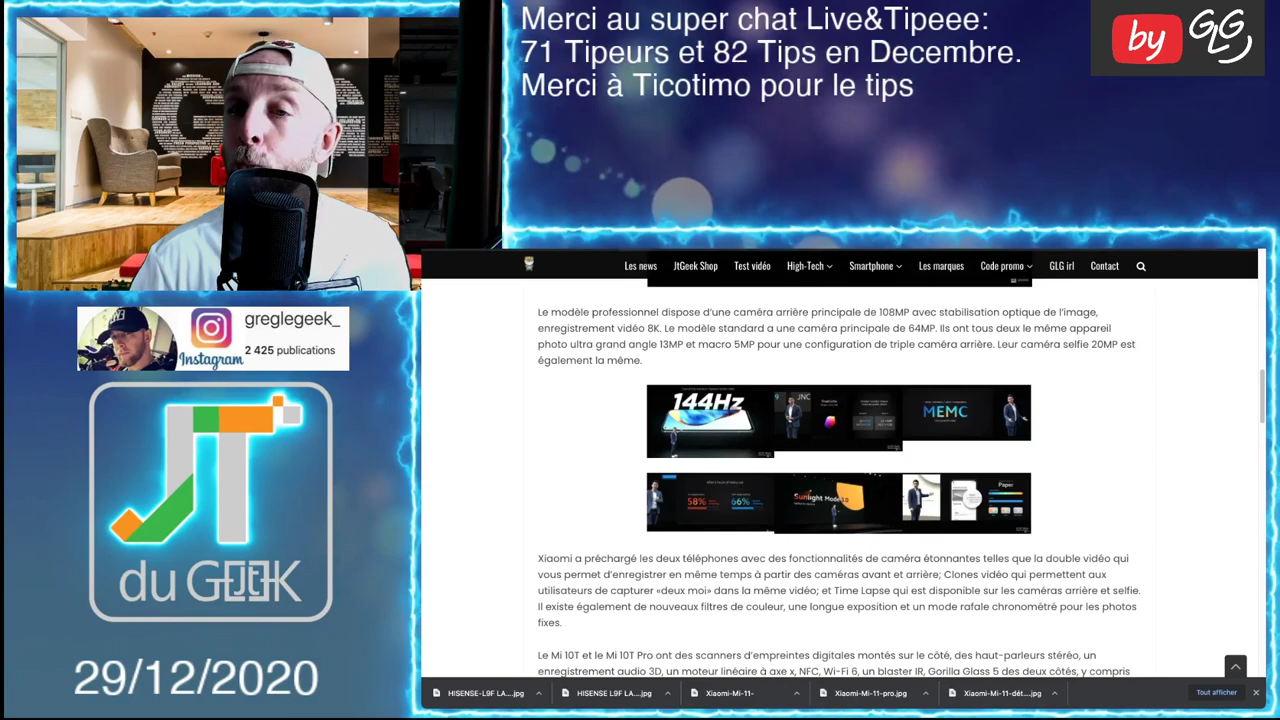 Merci au super chat Live&Tipeee:
71 Tipeurs et 82 Tips en Decembre.
Merci a Ticotimo pour le tips
by GLG
greglegeek_
Instagram
2 425 publications
JT
du GEEK
29/12/2020
Les news JtGeek Shop Test vidéo High-Tech Smartphone Les marques Code promo GLG irl Contact
Le modèle professionnel dispose d'une caméra arrière principale de 108MP avec stabilisation optique de l'image,
enregistrement vidéo 8K. Le modèle standard a une caméra principale de 64MP. Ils ont tous deux le même appareil
photo ultra grand angle 13MP et macro 5MP pour une configuration de triple caméra arrière. Leur caméra selfie 20MP est
également la même.
144Hz
MEMC
58% 66%
Paper
Xiaomi a préchargé les deux téléphones avec des fonctionnalités de caméra étonnantes telles que la double vidéo qui
vous permet d'enregistrer en même temps à partir des caméras avant et arrière; Clones vidéo qui permettent aux
utilisateurs de capturer «deux moi» dans la même vidéo; et Time Lapse qui est disponible sur les caméras arrière et selfie.
Il existe également de nouveaux filtres de couleur, une longue exposition et un mode rafale chronométré pour les photos
fixes.
Le Mi 10T et le Mi 10T Pro ont des scanners d'empreintes digitales montés sur le côté, des haut-parleurs stéréo, un
enregistrement audio 3D, un moteur linéaire à axe x, NFC, Wi-Fi 6, un blaster IR, Gorilla Glass 5 des deux côtés, y compris
HISENSE-L9F LA....jpg HISENSE L9F LA....jpg Xiaomi-Mi-11- Xiaomi-Mi-11-pro.jpg Xiaomi-Mi-11-dét....jpg Tout afficher